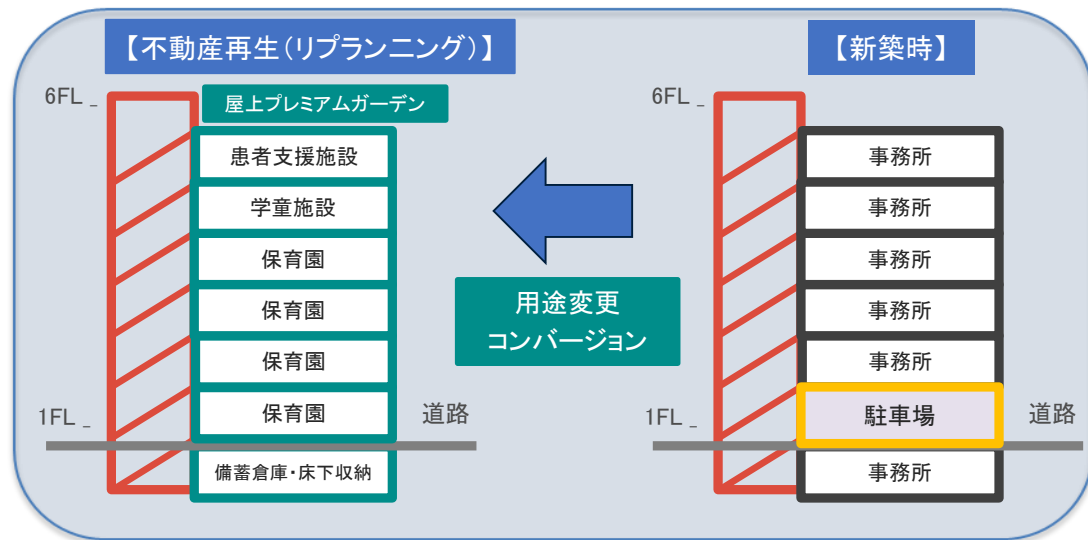 【不動産再生(リプランニング)】
6FL _
屋上プレミアムガーデン
患者支援施設
学童施設
保育園
保育園
保育園
保育園
1FL _
道路
備蓄倉庫・床下収納
用途変更
コンバージョン
【新築時】
6FL _
事務所
事務所
事務所
事務所
事務所
駐車場
1FL _
道路
事務所